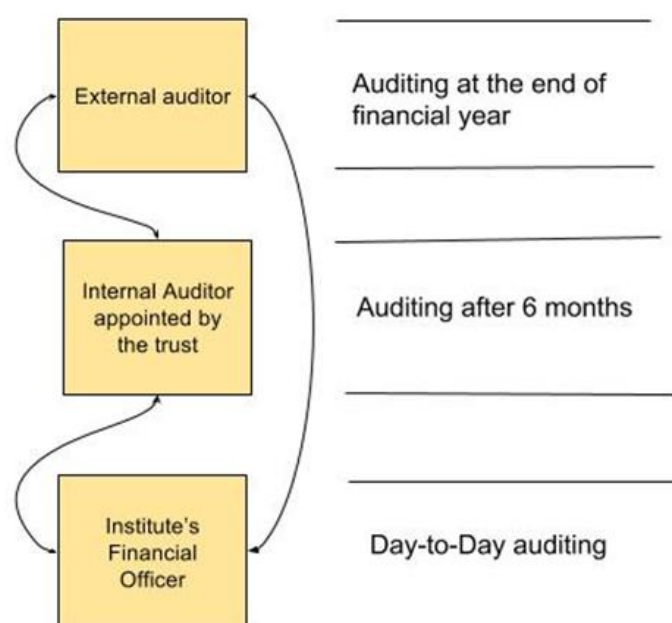 External auditor
Auditing at the end of
financial year
Internal Auditor
appointed by
the trust
Auditing after 6 months
Institute's
Financial
Officer
Day-to-Day auditing